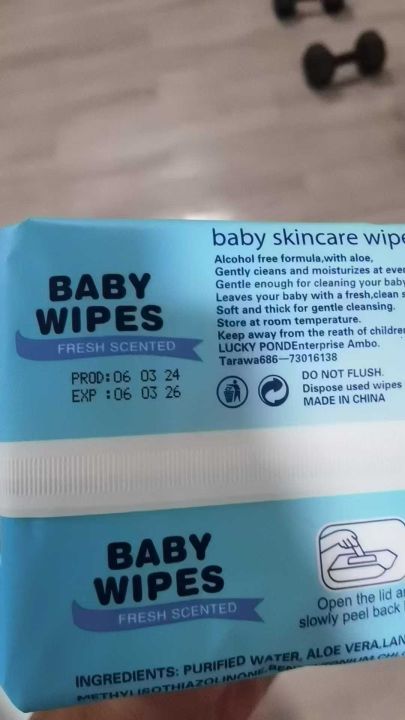 baby skincare wipe
BABY
WIPES
FRESH SCENTED
PROD:06 03 24
EXP :06 03 26
Alcohol free formula,with aloe,
Gently cieans and moisturizes at ever
Gentle enough for cleaning your baby
Leaves your baby with a fresh,clean s
Soft and thick for gentle cleansing.
Store at room temperature.
Keep away from the reath of children
LUCKY PONDEnterprise Ambo.
Tarawa686—73016138
DO NOT FLUSH.
Dispose used wipes
MADE IN CHINA
BABY
WIPES
FRESH SCENTED
Open the lid an
slowly peel back
INGREDIENTS: PURIFIED WATER, ALOE VERA,LAN
METHYLISOTHIAZOLINONE